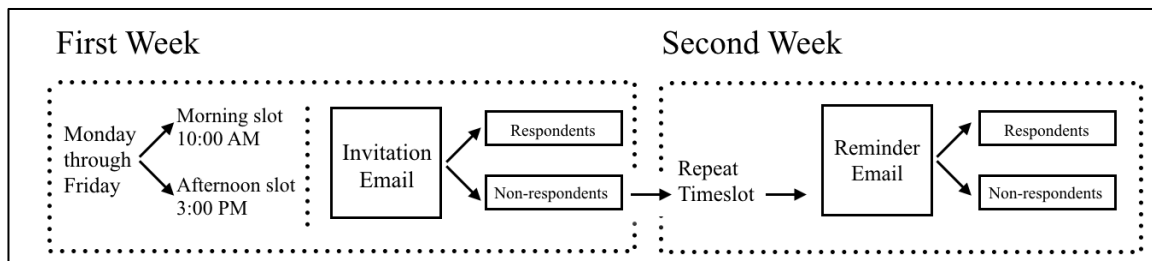 First Week
Monday
through
Friday
Morning slot
10:00 AM
Afternoon slot
3:00 PM
Invitation
Email
Respondents
Non-respondents
Second Week
Repeat
Timeslot
Reminder
Email
Respondents
Non-respondents